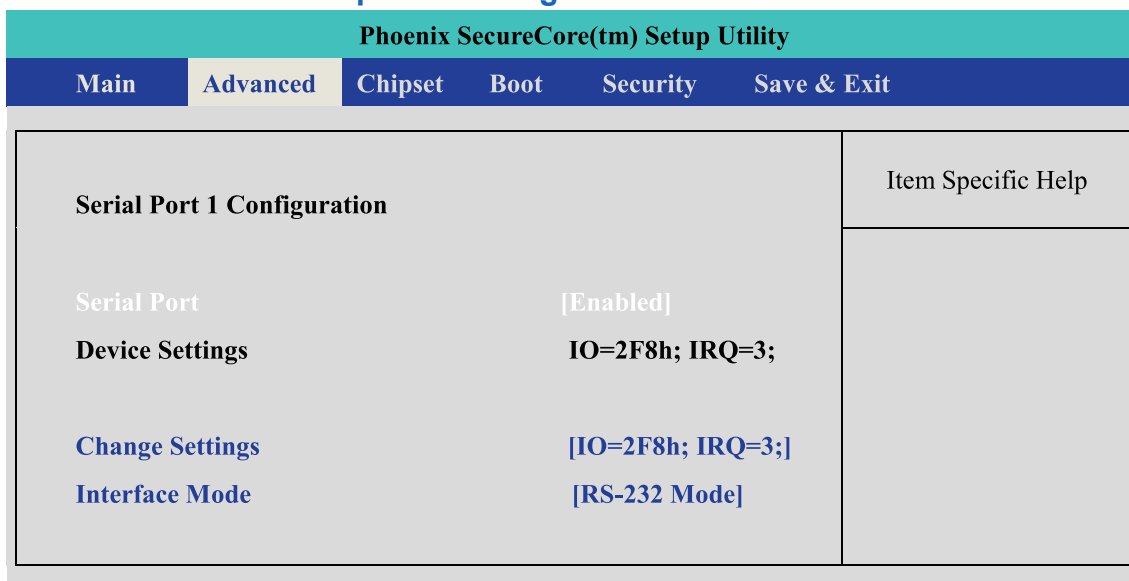 Phoenix SecureCore(tm) Setup Utility
Main Advanced Chipset Boot Security Save & Exit
Serial Port 1 Configuration
Item Specific Help
Serial Port [Enabled]
Device Settings IO=2F8h; IRQ=3;
Change Settings [IO=2F8h; IRQ=3;]
Interface Mode [RS-232 Mode]